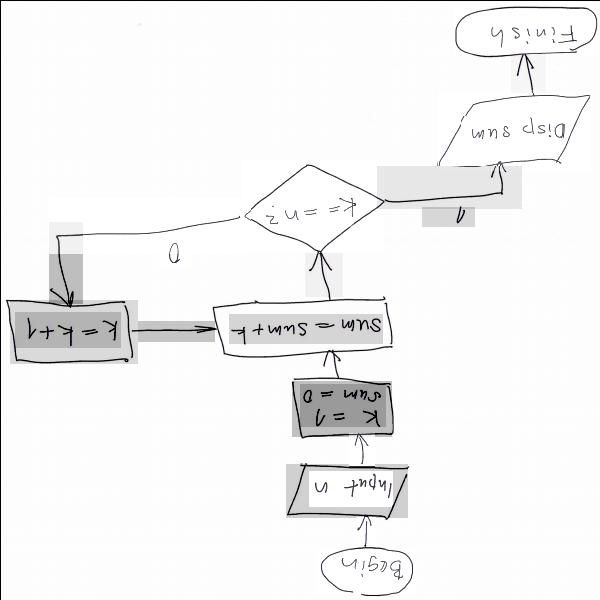 Begin
Input n
k = 1
sum = 0
sum = sum+k
k = = n ?
0
k = k+1
1
Disp sum
Finish